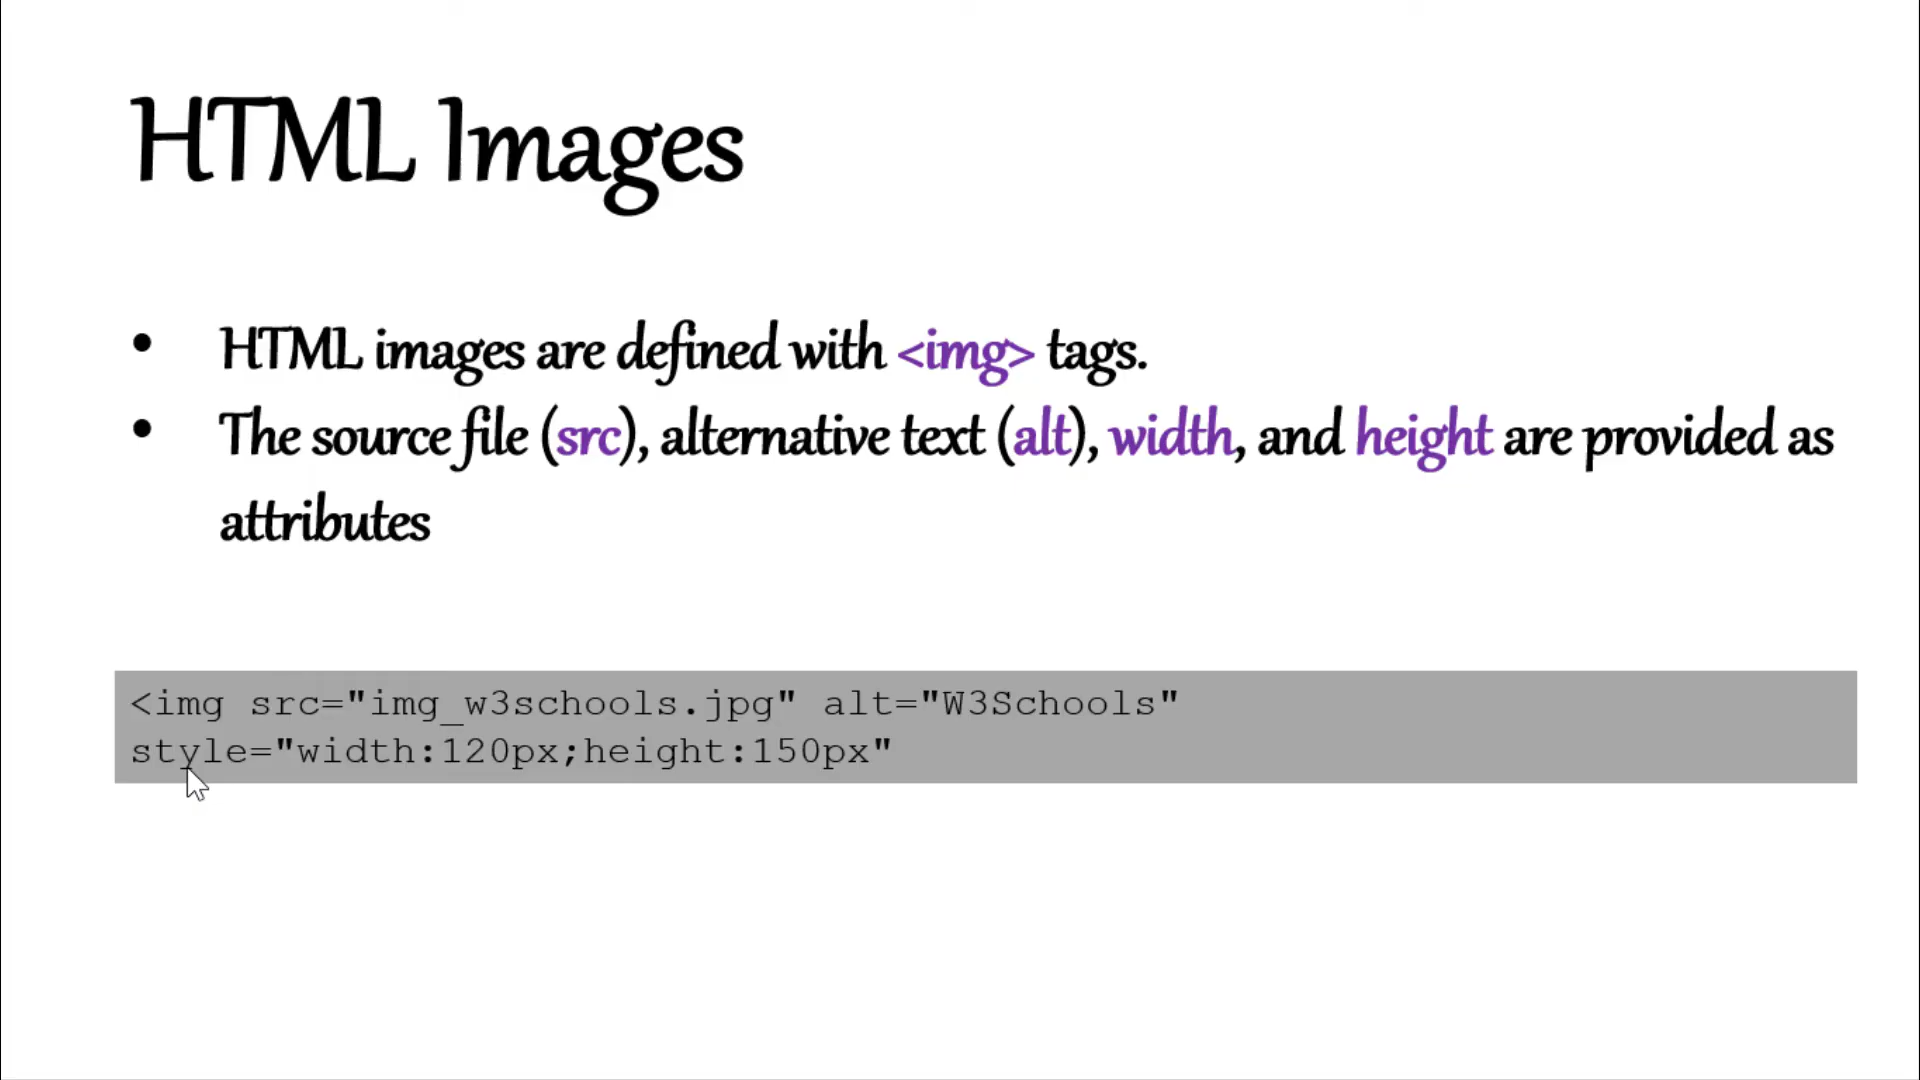 HTML Images
• HTML images are defined with <img> tags.
• The source file (src), alternative text (alt), width, and height are provided as
attributes
<img src="img_w3schools.jpg" alt="W3Schools"
style="width:120px;height:150px"